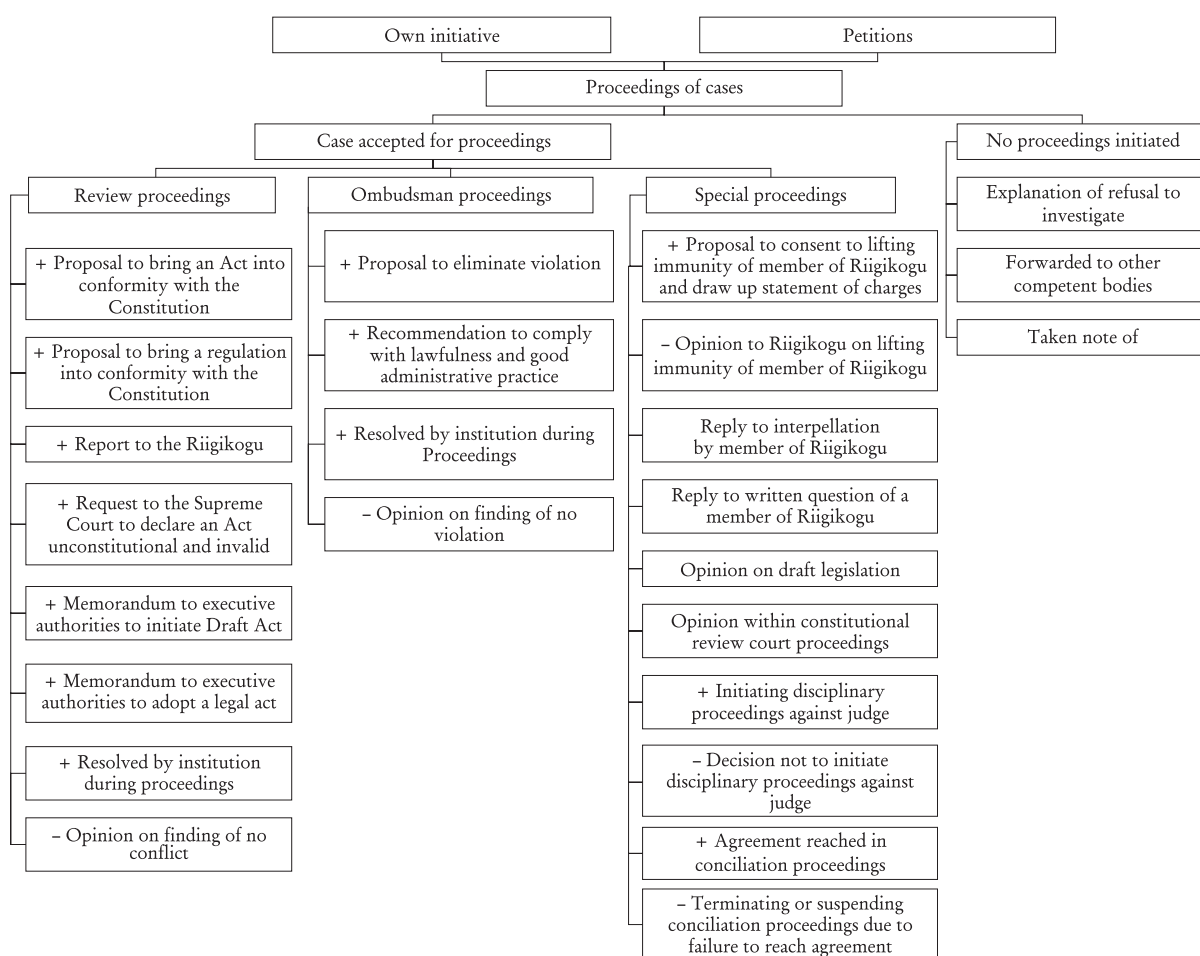 Own initiative
Petitions
Proceedings of cases
Case accepted for proceedings
No proceedings initiated
Review proceedings
+ Proposal to bring an Act into
conformity with the
Constitution
+ Proposal to bring a regulation
into conformity with the
Constitution
+ Report to the Riigikogu
+ Request to the Supreme
Court to declare an Act
unconstitutional and invalid
+ Memorandum to executive
authorities to initiate Draft Act
+ Memorandum to executive
authorities to adopt a legal act
+ Resolved by institution
during proceedings
– Opinion on finding of no
conflict
Ombudsman proceedings
+ Proposal to eliminate violation
+ Recommendation to comply
with lawfulness and good
administrative practice
+ Resolved by institution during
Proceedings
– Opinion on finding of no
violation
Special proceedings
+ Proposal to consent to lifting
immunity of member of Riigikogu
and draw up statement of charges
– Opinion to Riigikogu on lifting
immunity of member of Riigikogu
Reply to interpellation
by member of Riigikogu
Reply to written question of a
member of Riigikogu
Opinion on draft legislation
Opinion within constitutional
review court proceedings
+ Initiating disciplinary
proceedings against judge
– Decision not to initiate
disciplinary proceedings against
judge
+ Agreement reached in
conciliation proceedings
– Terminating or suspending
conciliation proceedings due to
failure to reach agreement
Explanation of refusal to
investigate
Forwarded to other
competent bodies
Taken note of